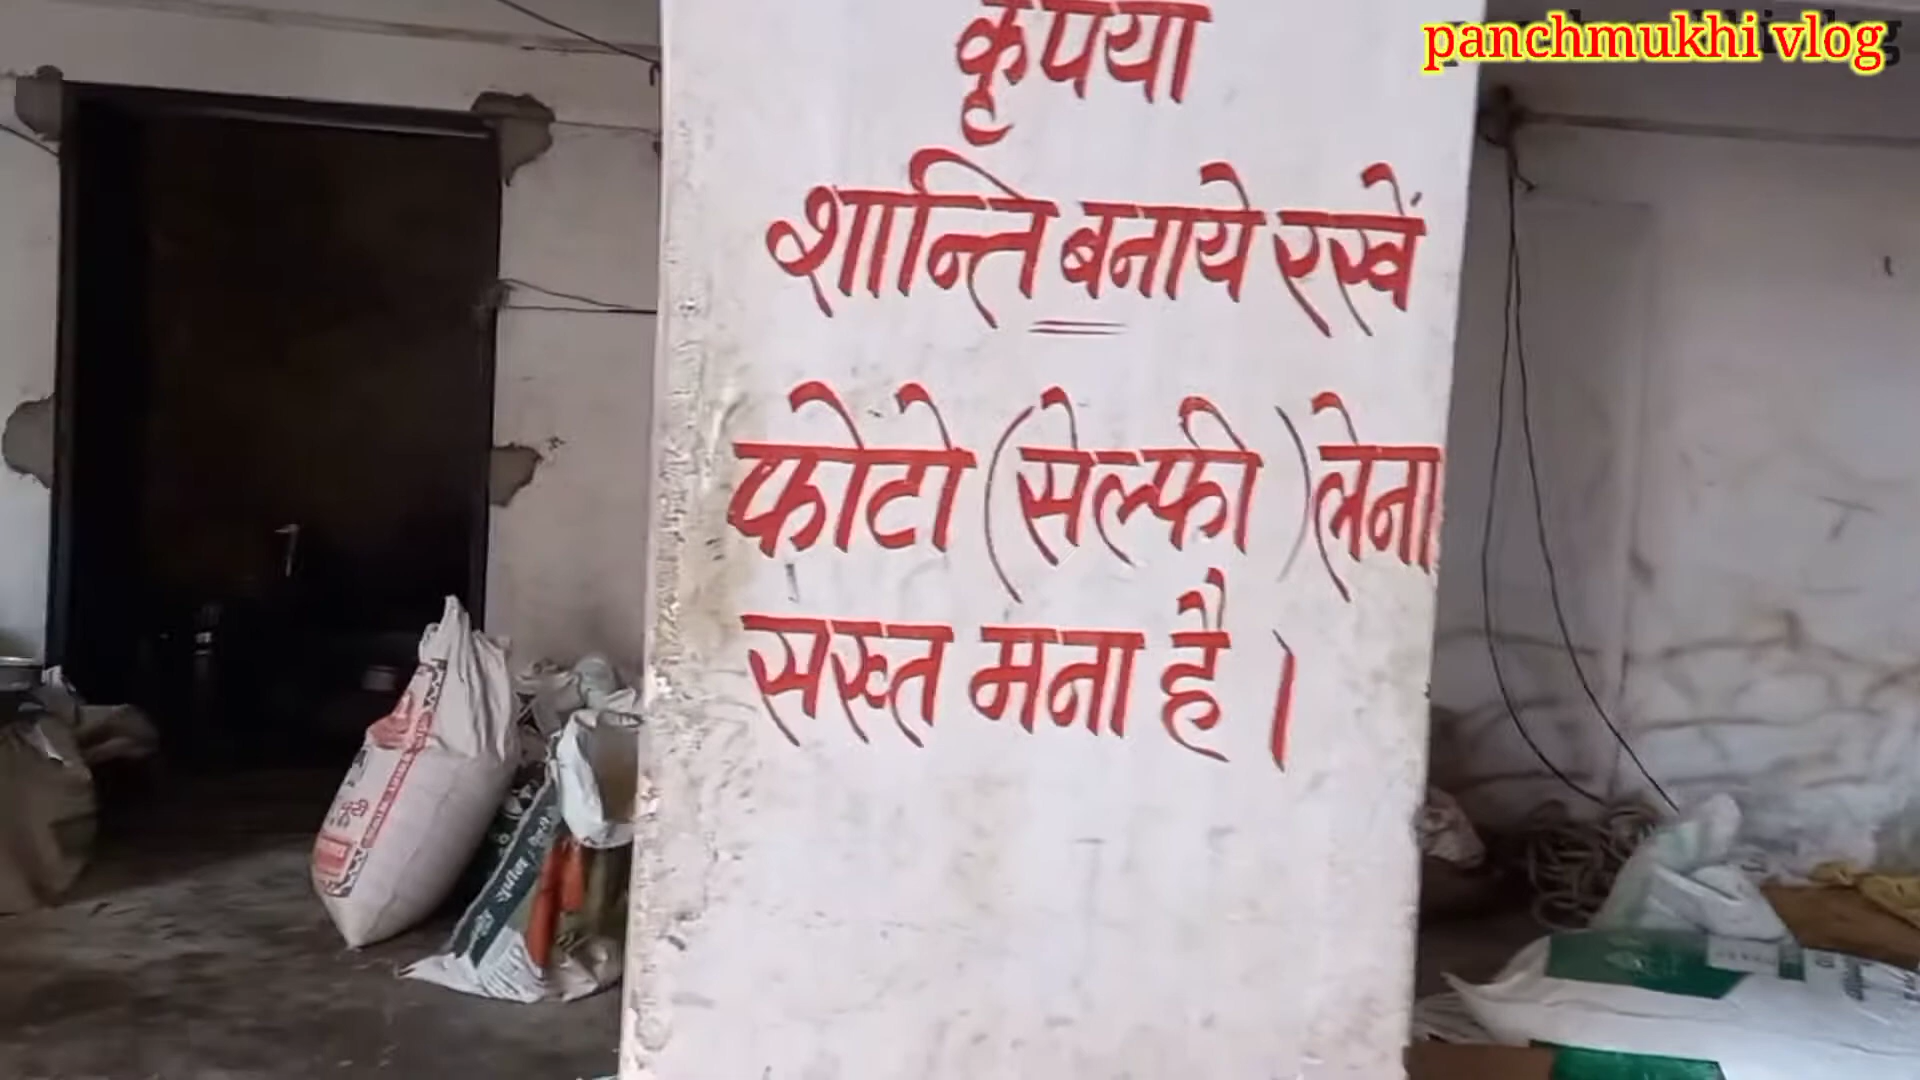 panchmukhi vlog
कृपया
शान्ति बनाये रखें
फोटो (सेल्फी) लेना
सख्त मना है।